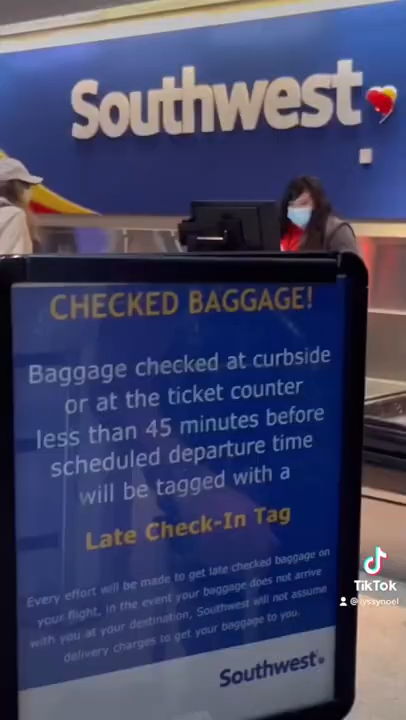 Southwest
CHECKED BAGGAGE!
Baggage checked at curbside
or at the ticket counter
less than 45 minutes before
scheduled departure time
will be tagged with a
Late Check-In Tag
Every effort will be made to get late checked baggage on
your flight, in the event your baggage does not arrive
with you at your destination, Southwest will not assume
delivery charges to get your baggage to you.
Southwest
TikTok